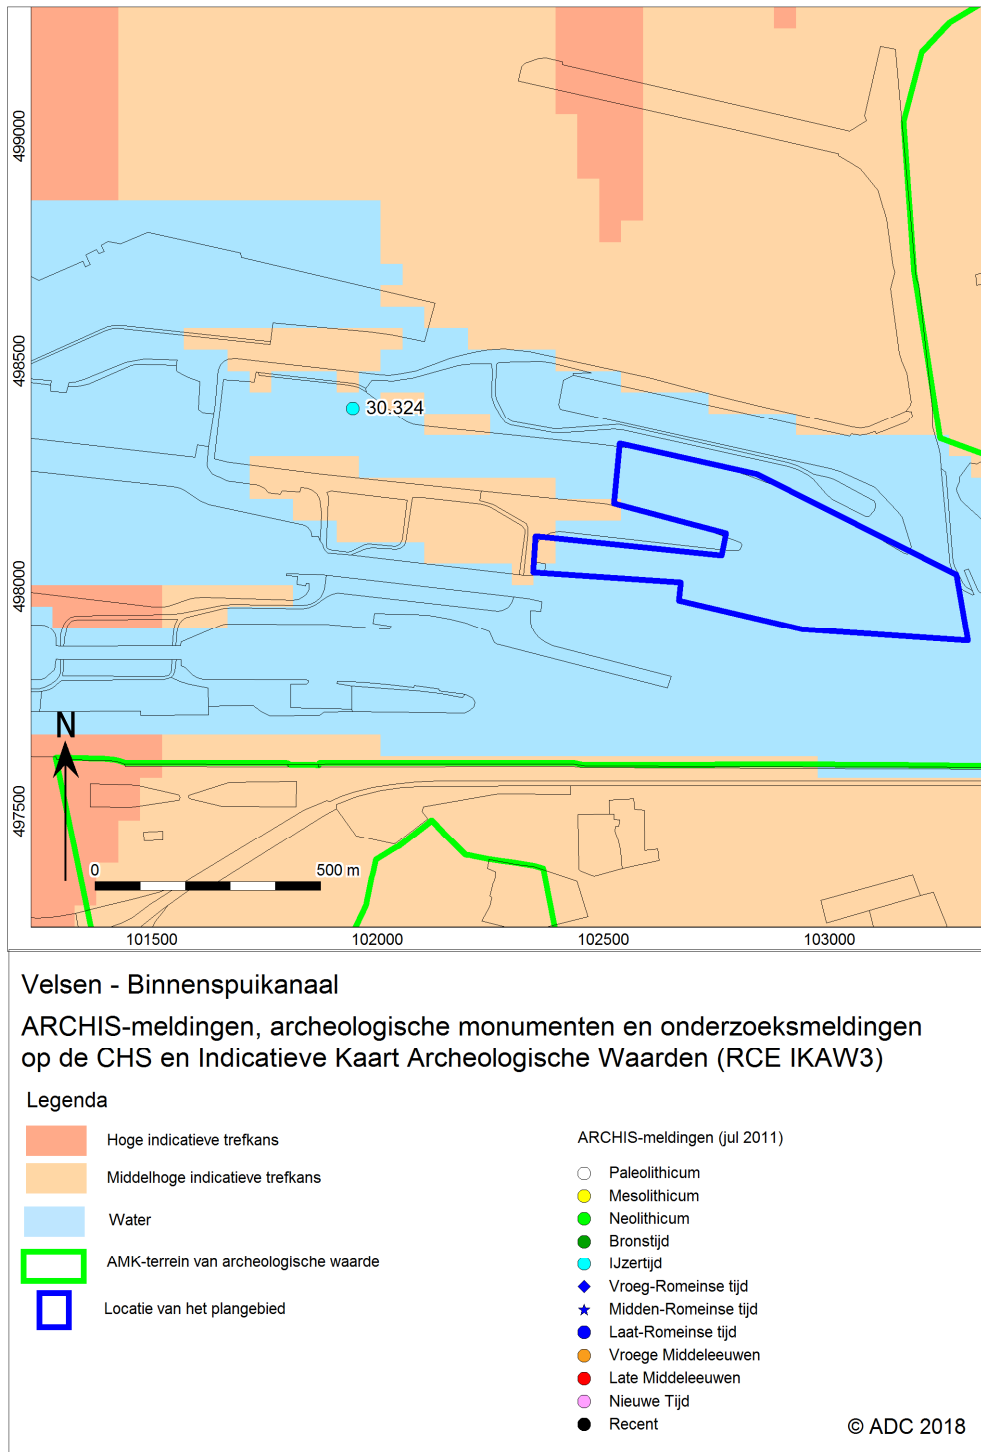 499000
498500
30.324
498000
N
497500
0
500 m
101500
102000
102500
103000
Velsen - Binnenspuikanaal
ARCHIS-meldingen, archeologische monumenten en onderzoeksmeldingen
op de CHS en Indicatieve Kaart Archeologische Waarden (RCE IKAW3)
Legenda
Hoge indicatieve trefkans
Middelhoge indicatieve trefkans
Water
AMK-terrein van archeologische waarde
Locatie van het plangebied
ARCHIS-meldingen (jul 2011)
Paleolithicum
Mesolithicum
Neolithicum
Bronstijd
IJzertijd
Vroeg-Romeinse tijd
Midden-Romeinse tijd
Laat-Romeinse tijd
Vroege Middeleeuwen
Late Middeleeuwen
Nieuwe Tijd
Recent
© ADC 2018